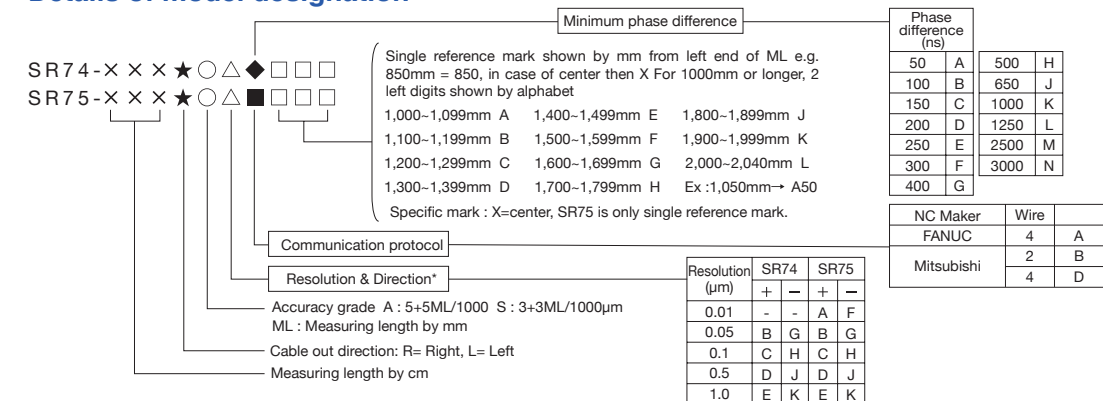 Details of model designation
Minimum phase difference
SR74-×××★○△◆□□□
SR75-×××★○△■□□□
Single reference mark shown by mm from left end of ML e.g.
850mm = 850, in case of center then X For 1000mm or longer, 2
left digits shown by alphabet
1,000~1,099mm A 1,400~1,499mm E 1,800~1,899mm J
1,100~1,199mm B 1,500~1,599mm F 1,900~1,999mm K
1,200~1,299mm C 1,600~1,699mm G 2,000~2,040mm L
1,300~1,399mm D 1,700~1,799mm H Ex :1,050mm→ A50
Specific mark : X=center, SR75 is only single reference mark.
Phase
difference
(ns)
50 A 500 H
100 B 650 J
150 C 1000 K
200 D 1250 L
250 E 2500 M
300 F 3000 N
400 G
Communication protocol
NC Maker Wire
FANUC 4 A
Mitsubishi 2 B
4 D
Resolution & Direction*
Resolution SR74 SR75
(μm) + − + −
0.01 - - A F
0.05 B G B G
0.1 C H C H
0.5 D J D J
1.0 E K E K
Accuracy grade A : 5+5ML/1000 S : 3+3ML/1000μm
ML : Measuring length by mm
Cable out direction: R= Right, L= Left
Measuring length by cm